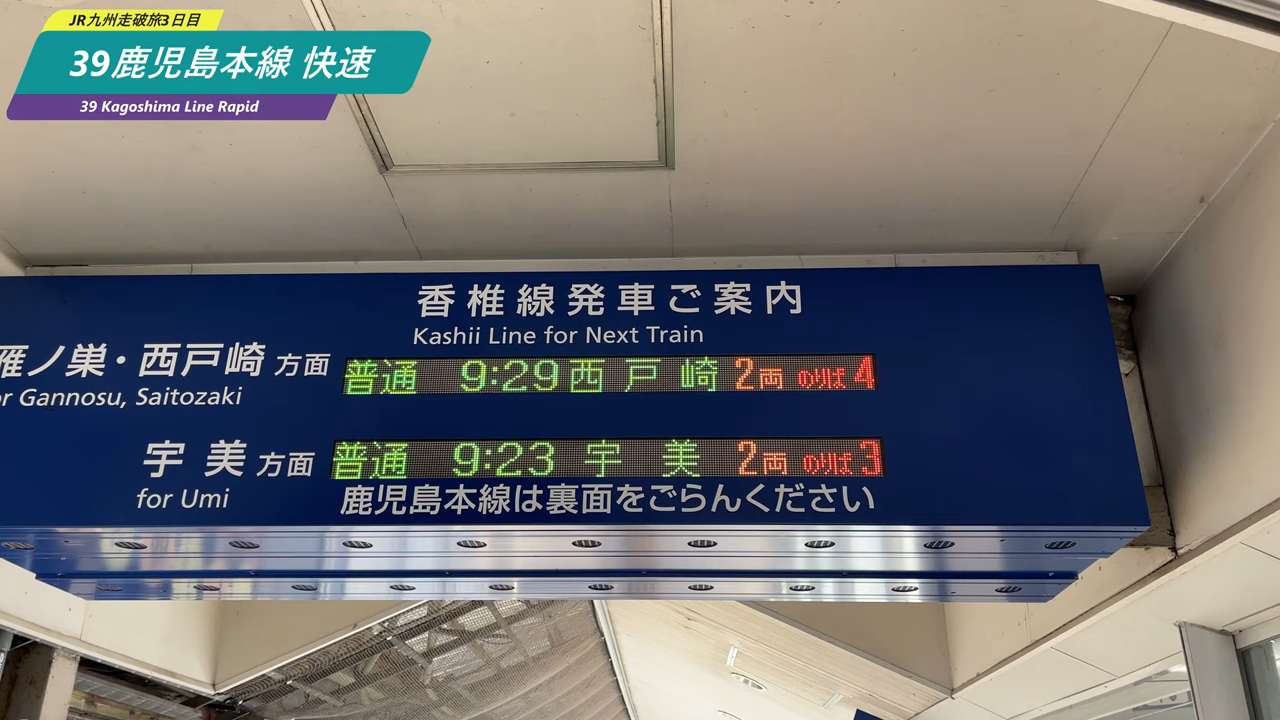 JR九州走破旅3日目
39鹿児島本線 快速
39 Kagoshima Line Rapid
香椎線発車ご案内
Kashii Line for Next Train
雁ノ巣・西戸崎 方面 普通 9:29 西戸崎 2両 のりば 4
or Gannosu, Saitozaki
宇美 方面 普通 9:23 宇美 2両 のりば 3
for Umi
鹿児島本線は裏面をごらんください